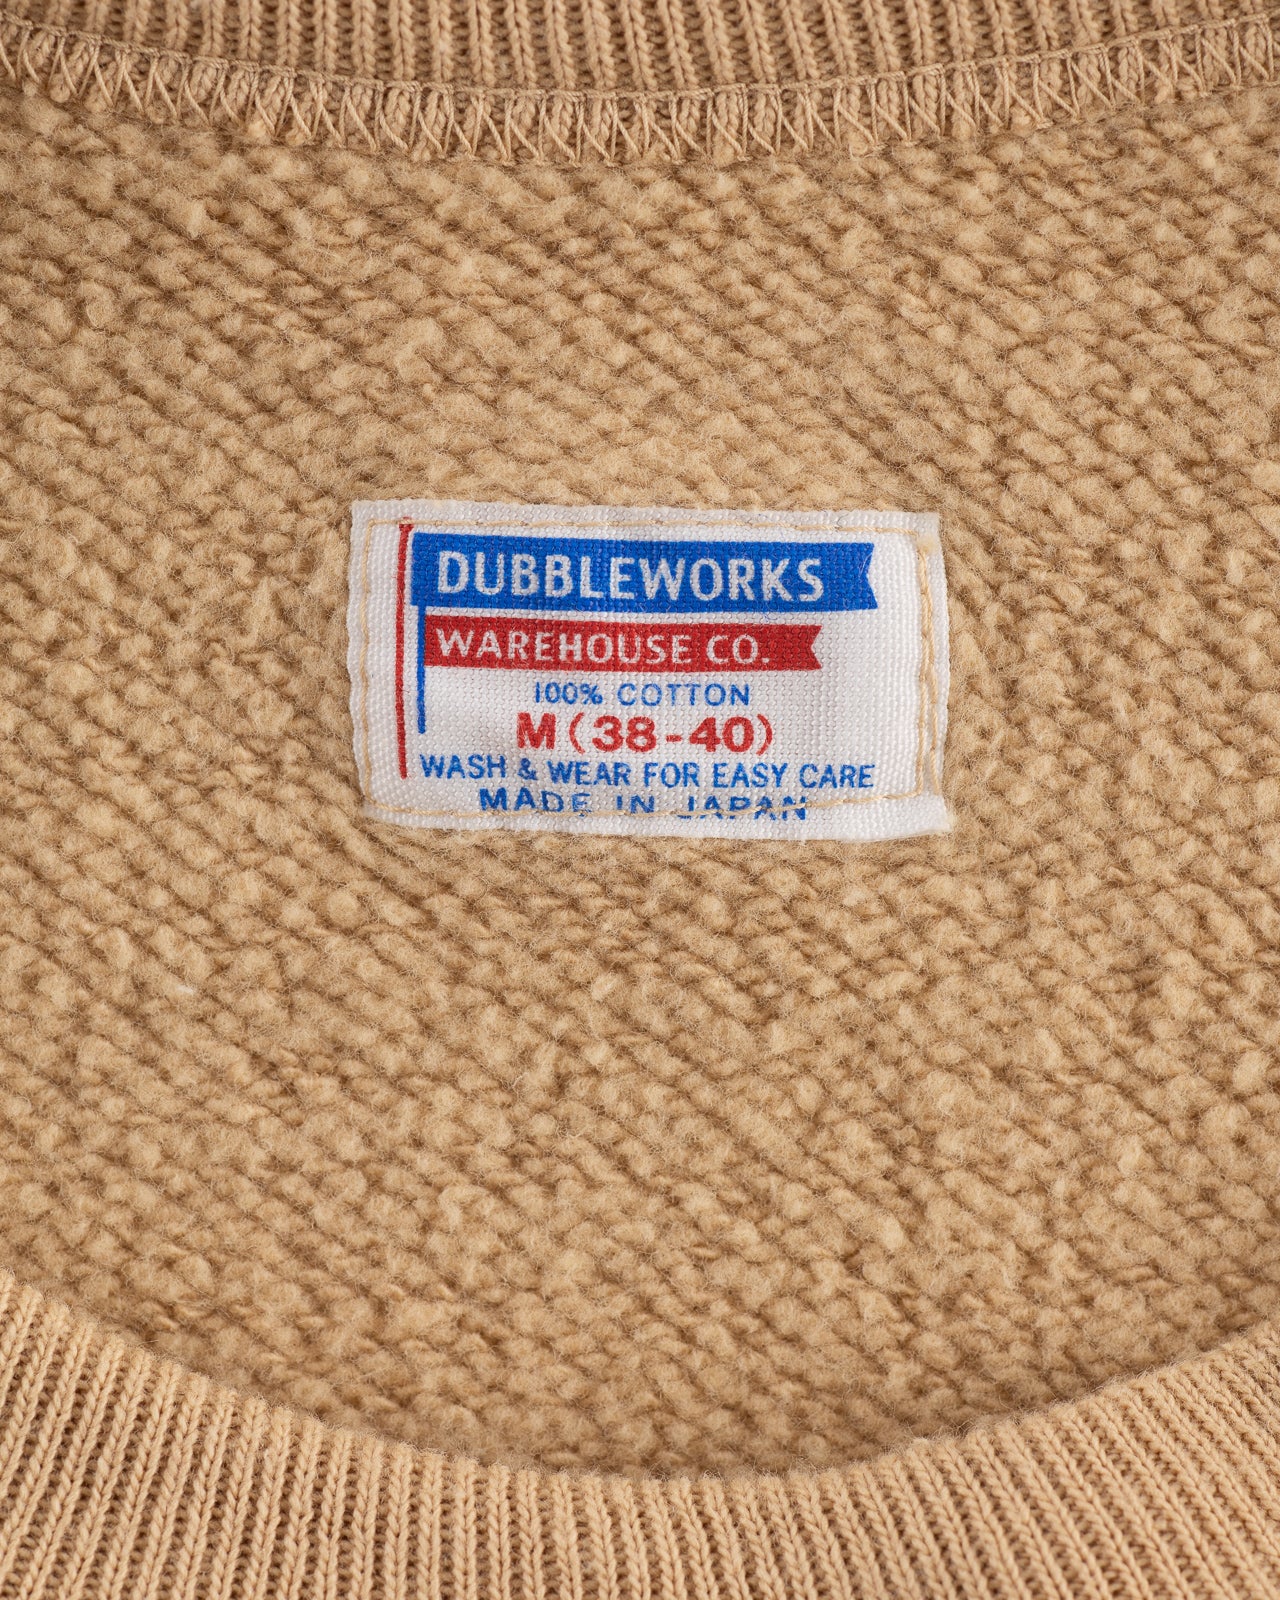 DUBBLEWORKS
WAREHOUSE CO.
100% COTTON
M (38-40)
WASH & WEAR FOR EASY CARE
MADE IN JAPAN